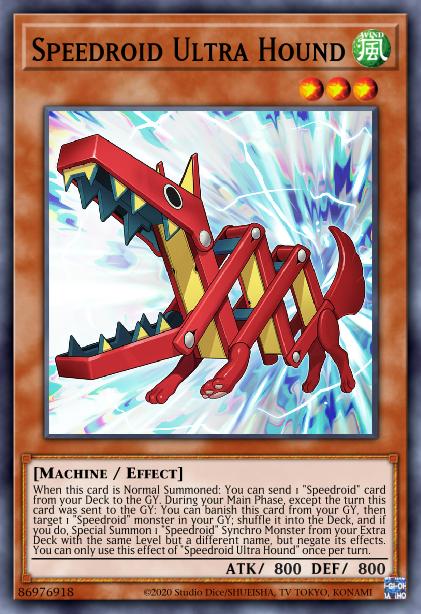 Speedroid Ultra Hound
WIND
風
[Machine / Effect]
When this card is Normal Summoned: You can send 1 "Speedroid" card
from your Deck to the GY. During your Main Phase, except the turn this
card was sent to the GY: You can banish this card from your GY, then
target 1 "Speedroid" monster in your GY; shuffle it into the Deck, and if
you do, Special Summon 1 "Speedroid" Synchro Monster from your Extra
Deck with the same Level but a different name, but negate its effects.
You can only use this effect of "Speedroid Ultra Hound" once per turn.
ATK/ 800 DEF/ 800
86976918
©2020 Studio Dice/SHUEISHA, TV TOKYO, KONAMI